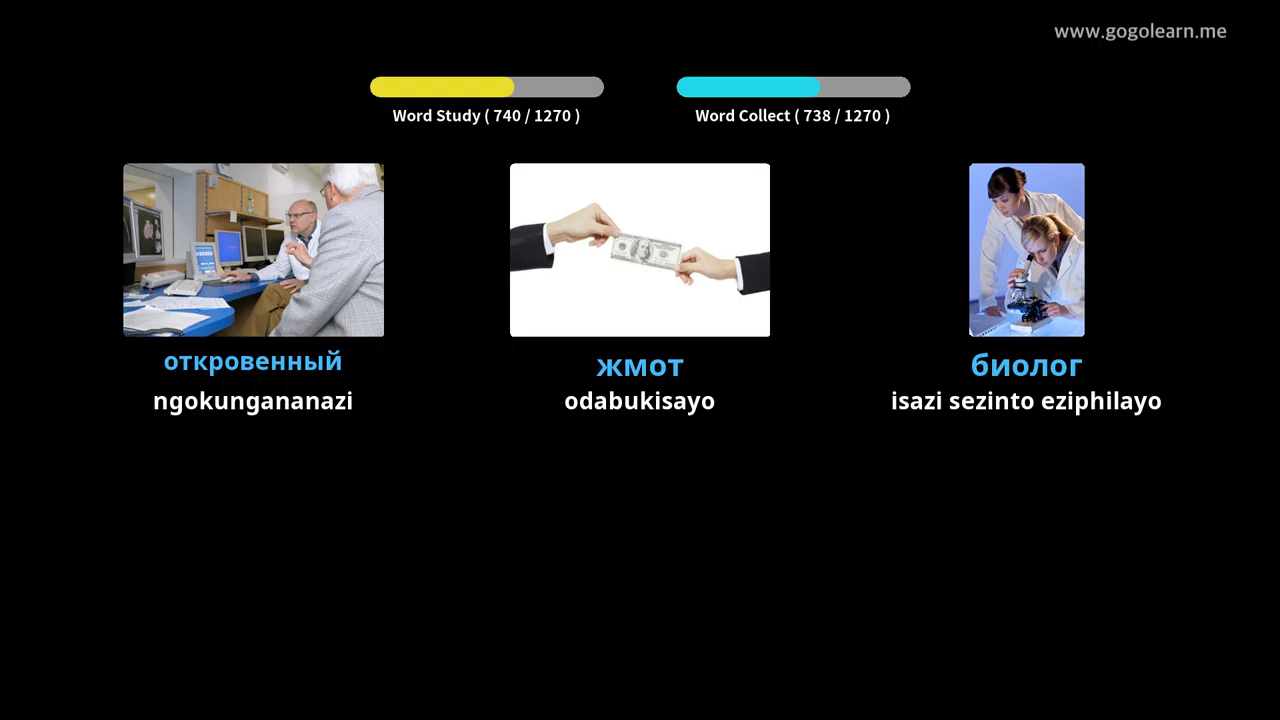 www.gogolearn.me
Word Study ( 740 / 1270 )
Word Collect ( 738 / 1270 )
откровенный
жмот
биолог
ngokungananazi
odabukisayo
isazi sezinto eziphilayo